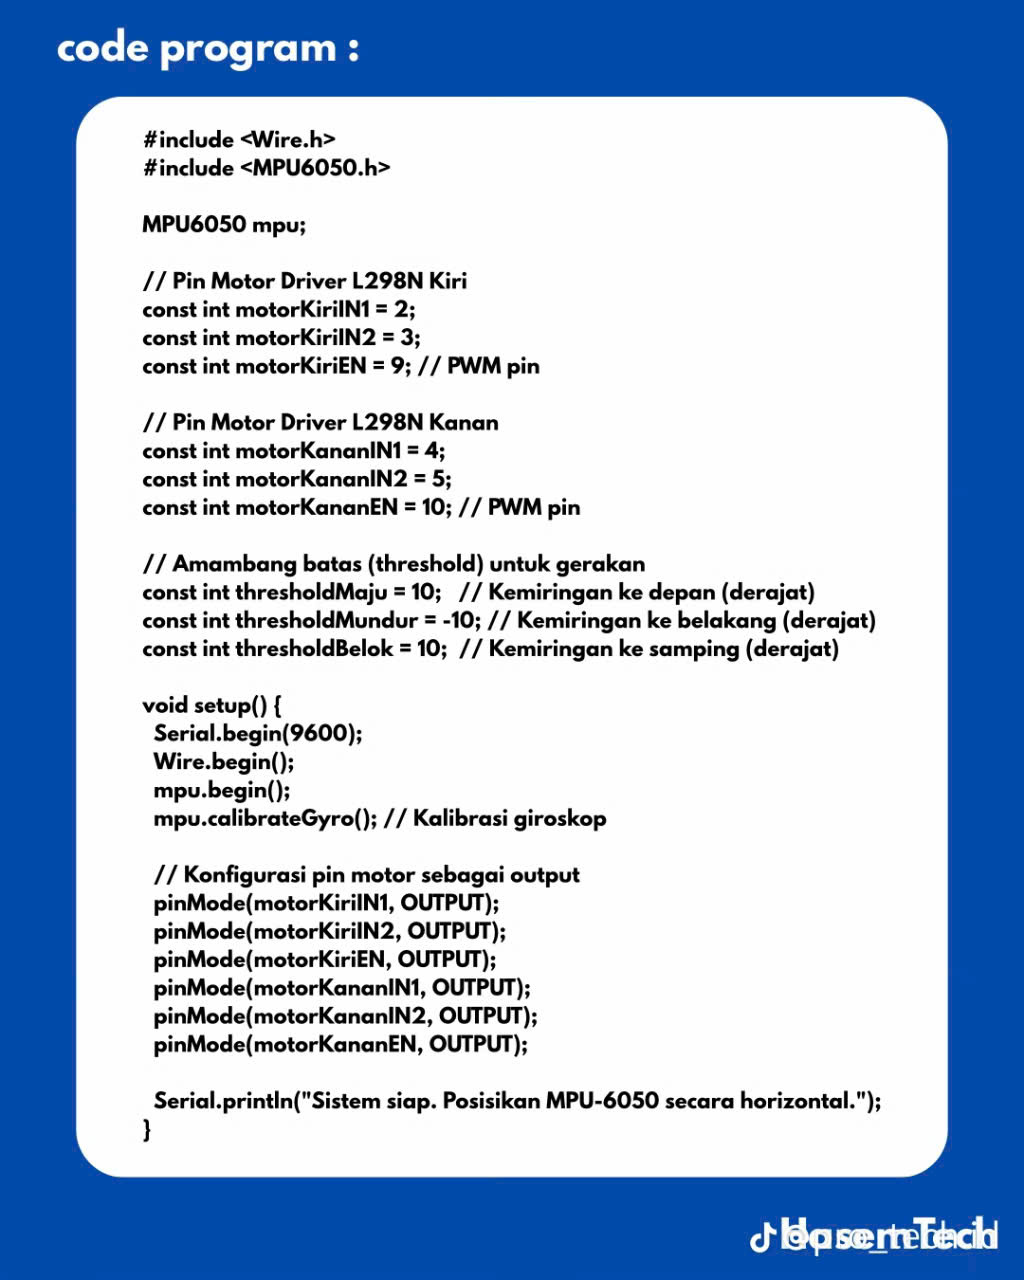 code program :
#include <Wire.h>
#include <MPU6050.h>
MPU6050 mpu;
// Pin Motor Driver L298N Kiri
const int motorKiriIN1 = 2;
const int motorKiriIN2 = 3;
const int motorKiriEN = 9; // PWM pin
// Pin Motor Driver L298N Kanan
const int motorKananIN1 = 4;
const int motorKananIN2 = 5;
const int motorKananEN = 10; // PWM pin
// Amambang batas (threshold) untuk gerakan
const int thresholdMaju = 10;   // Kemiringan ke depan (derajat)
const int thresholdMundur = -10; // Kemiringan ke belakang (derajat)
const int thresholdBelok = 10;  // Kemiringan ke samping (derajat)
void setup() {
  Serial.begin(9600);
  Wire.begin();
  mpu.begin();
  mpu.calibrateGyro(); // Kalibrasi giroskop
  // Konfigurasi pin motor sebagai output
  pinMode(motorKiriIN1, OUTPUT);
  pinMode(motorKiriIN2, OUTPUT);
  pinMode(motorKiriEN, OUTPUT);
  pinMode(motorKananIN1, OUTPUT);
  pinMode(motorKananIN2, OUTPUT);
  pinMode(motorKananEN, OUTPUT);
  Serial.println("Sistem siap. Posisikan MPU-6050 secara horizontal.");
}
HasemTech